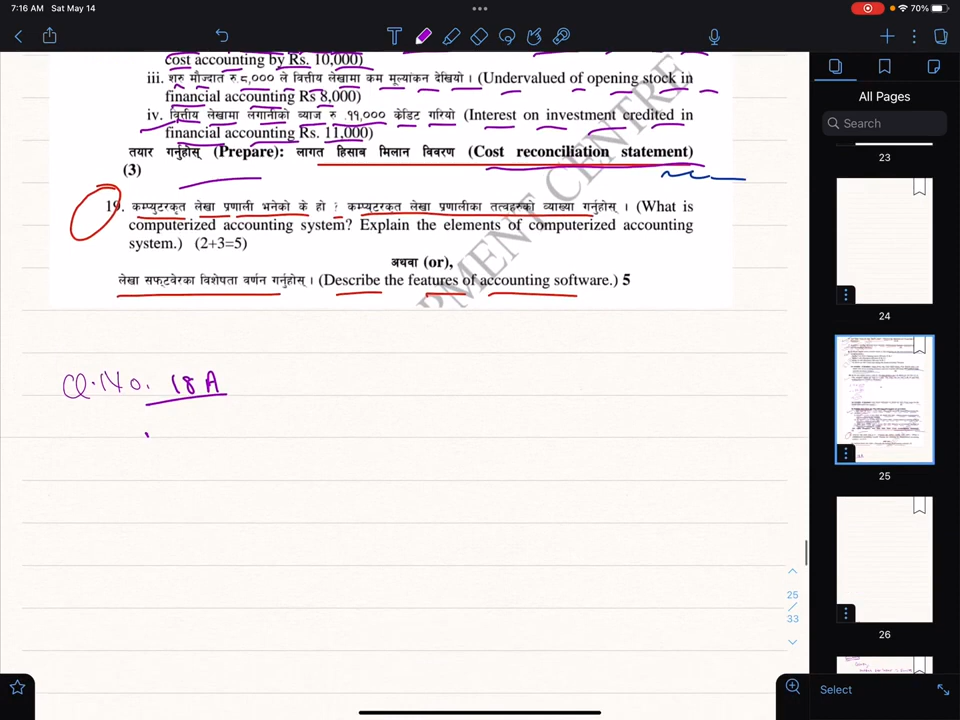 7:16 AM Sat May 14
70%
cost accounting by Rs. 10,000)
iii. शुरु मौज्दात रु ८,००० ले वित्तीय लेखामा कम मूल्यांकन देखियो । (Undervalued of opening stock in
financial accounting Rs 8,000)
iv. वित्तीय लेखामा लगानीको ब्याज रु ११,००० क्रेडिट गरियो (Interest on investment credited in
financial accounting Rs. 11,000)
तयार गर्नुहोस् (Prepare): लागत हिसाब मिलान विवरण (Cost reconciliation statement)
(3)
19. कम्प्युटरकृत लेखा प्रणाली भनेको के हो ? कम्प्युटरकृत लेखा प्रणालीका तत्वहरुको व्याख्या गर्नुहोस् । (What is
computerized accounting system? Explain the elements of computerized accounting
system.) (2+3=5)
अथवा (or),
लेखा सफ्टवेरका विशेषता वर्णन गर्नुहोस् । (Describe the features of accounting software.) 5
PMENT CENTRE
Q.No. 18 A
All Pages
Search
23
24
25
26
25
/
33
Select